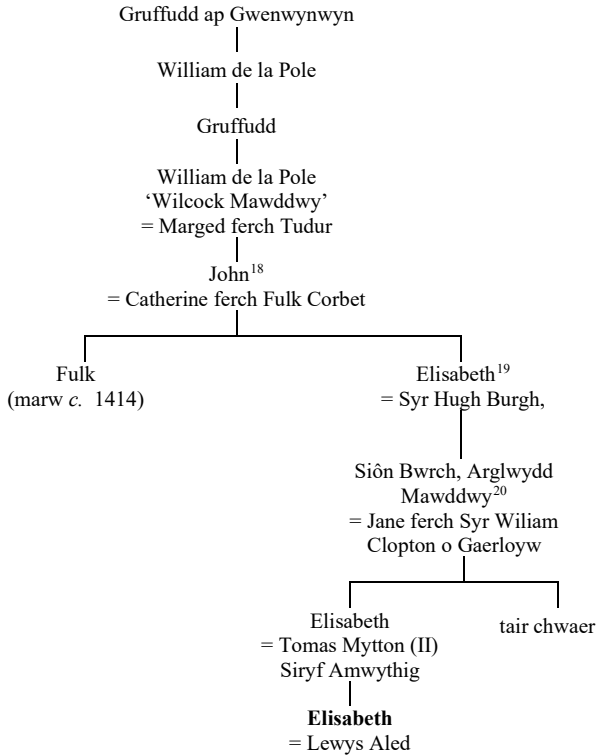 Gruffudd ap Gwenwynwyn
William de la Pole
Gruffudd
William de la Pole
‘Wilcock Mawddwy’
= Marged ferch Tudur
John18
= Catherine ferch Fulk Corbet
Fulk
(marw c. 1414)
Elisabeth19
= Syr Hugh Burgh,
Siôn Bwrch, Arglwydd
Mawddwy20
= Jane ferch Syr Wiliam
Clopton o Gaerloyw
Elisabeth
= Tomas Mytton (II)
Siryf Amwythig
tair chwaer
Elisabeth
= Lewys Aled